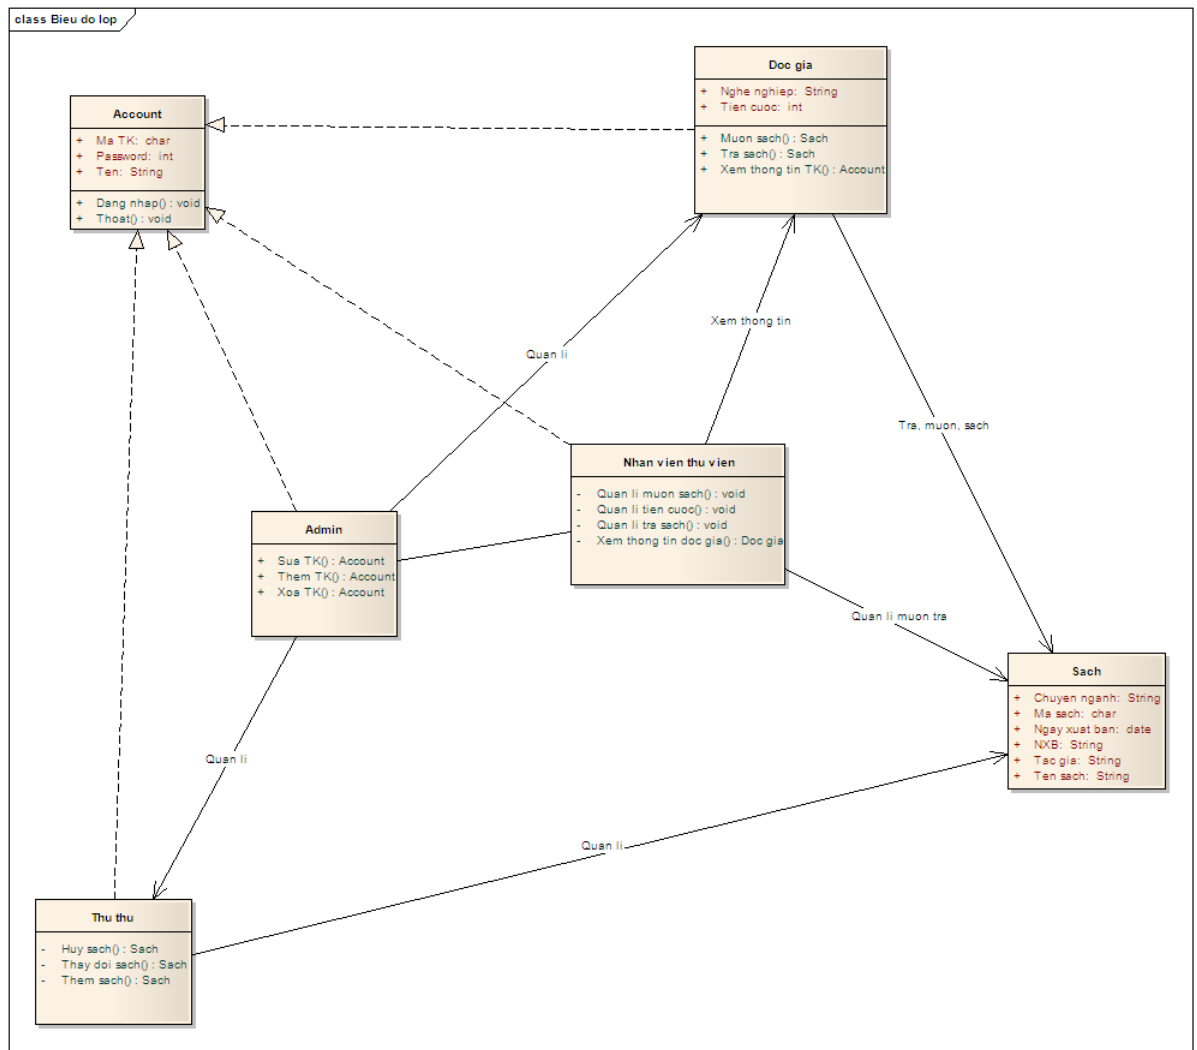 class Bieu do lop
Doc gia
+ Nghe nghiep: String
+ Tien cuoc: int
+ Muon sach() : Sach
+ Tra sach() : Sach
+ Xem thong tin TK() : Account
Account
+ Ma TK: char
+ Password: int
+ Ten: String
+ Dang nhap() : void
+ Thoat() : void
Xem thong tin
Quan li
Tra, muon, sach
Nhan vien thu vien
- Quan li muon sach() : void
- Quan li tien cuoc() : void
- Quan li tra sach() : void
- Xem thong tin doc gia() : Doc gia
Admin
+ Sua TK() : Account
+ Them TK() : Account
+ Xoa TK() : Account
Quan li muon tra
Sach
+ Chuyen nganh: String
+ Ma sach: char
+ Ngay xuat ban: date
+ NXB: String
+ Tac gia: String
+ Ten sach: String
Quan li
Quan li
Thu thu
- Huy sach() : Sach
- Thay doi sach() : Sach
- Them sach() : Sach